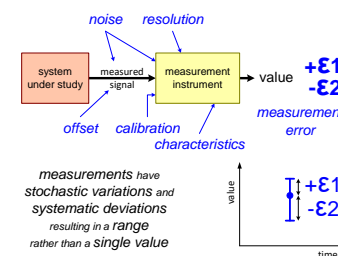 noise resolution
system under study
measured signal
measurement instrument
value
+ε1
-ε2
measurement error
offset calibration
characteristics
measurements have
stochastic variations and
systematic deviations
resulting in a range
rather than a single value
value
+ε1
-ε2
time